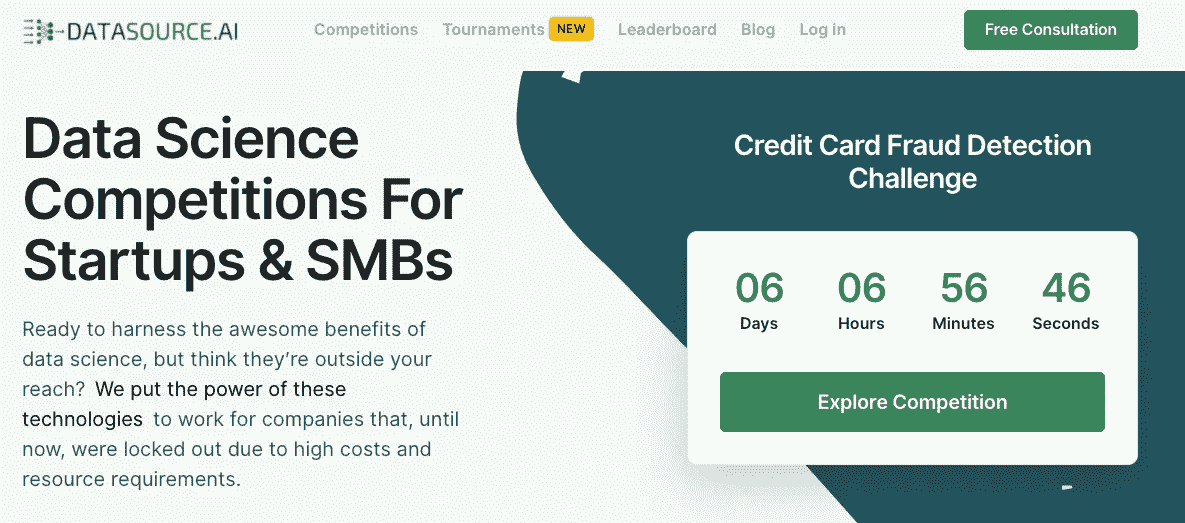 DATASOURCE.AI Competitions Tournaments NEW Leaderboard Blog Log in Free Consultation
Data Science
Competitions For
Startups & SMBs
Ready to harness the awesome benefits of
data science, but think they’re outside your
reach? We put the power of these
technologies to work for companies that, until
now, were locked out due to high costs and
resource requirements.
Credit Card Fraud Detection
Challenge
06 06 56 46
Days Hours Minutes Seconds
Explore Competition